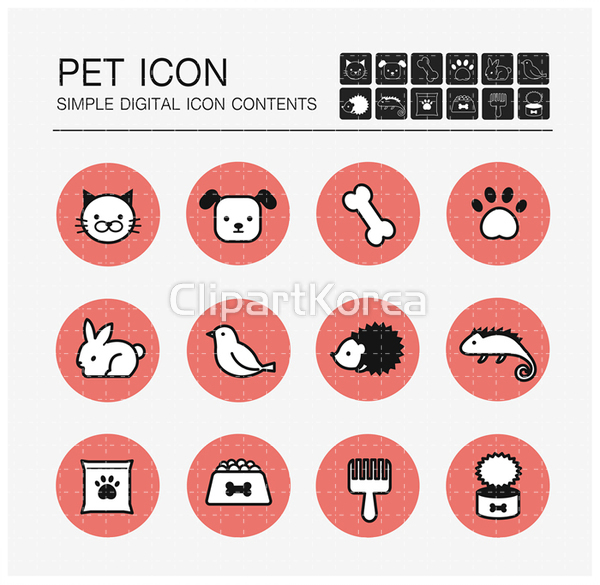 PET ICON
SIMPLE DIGITAL ICON CONTENTS
ClipartKorea